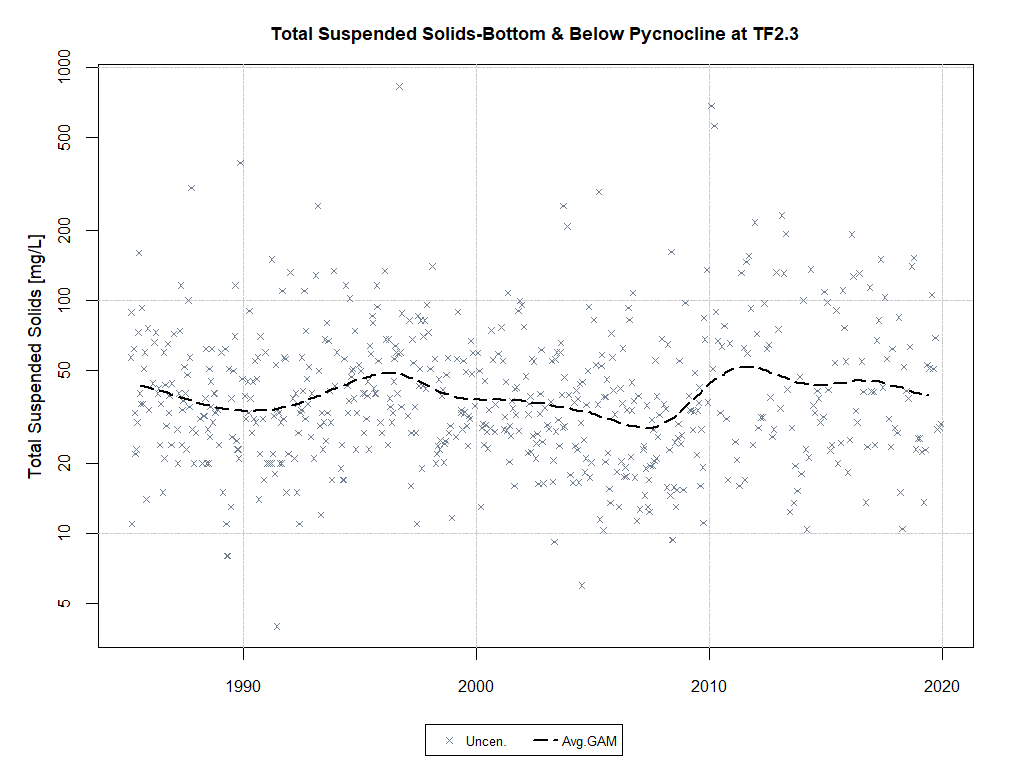 Total Suspended Solids-Bottom & Below Pycnocline at TF2.3
Total Suspended Solids [mg/L]
1000
500
200
100
50
20
10
5
1990 2000 2010 2020
Uncen. Avg.GAM